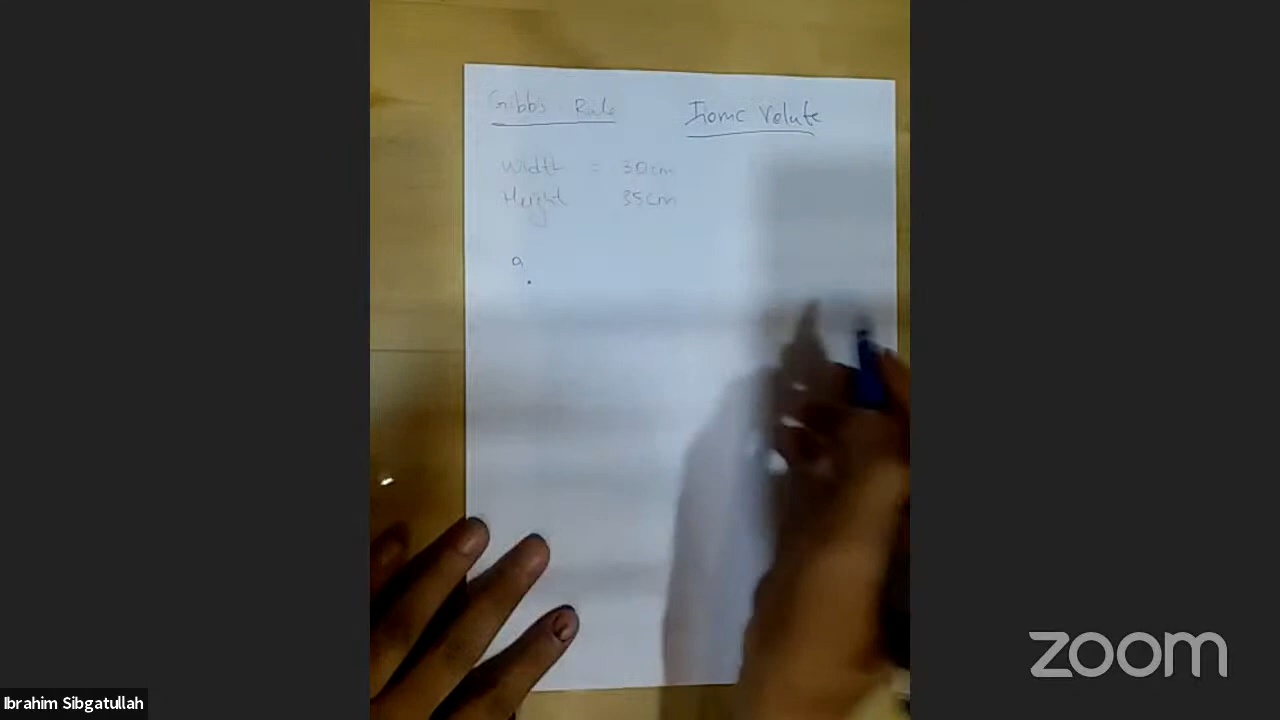 Gibbs Rule
Ionic Volute
Width = 30cm
Height 35cm
a
zoom
Ibrahim Sibgatullah